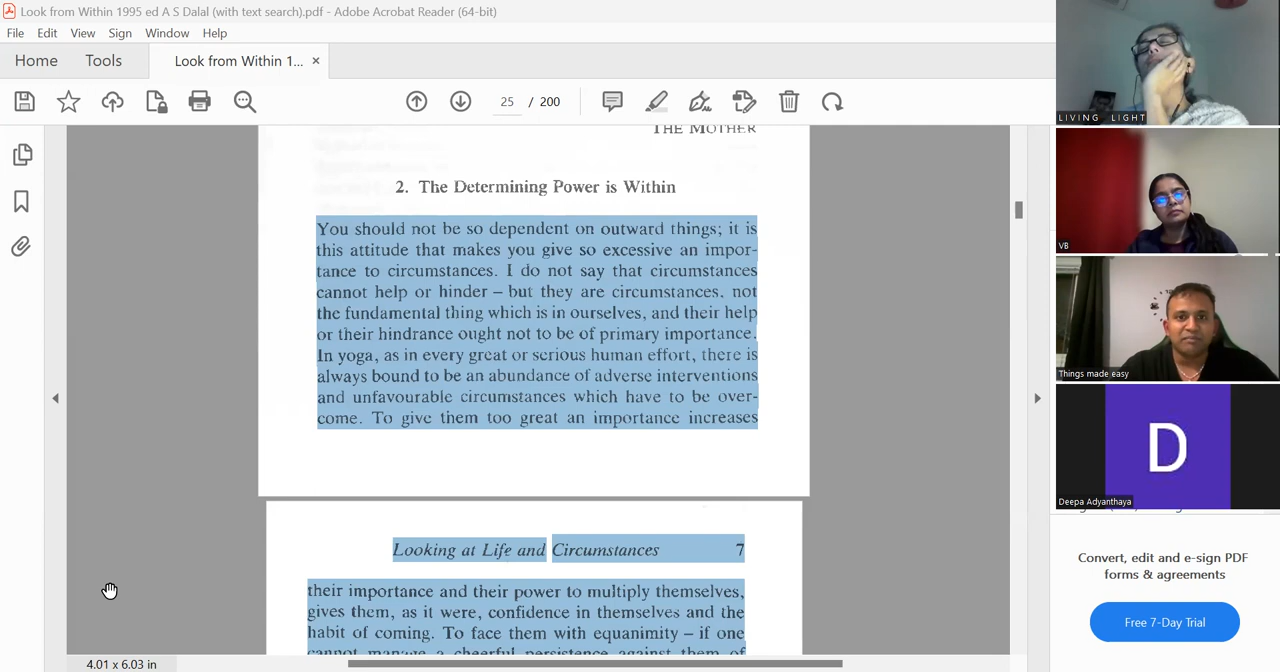 Look from Within 1995 ed A S Dalal (with text search).pdf - Adobe Acrobat Reader (64-bit)
File Edit View Sign Window Help
Home Tools Look from Within 1... ×
25 / 200
THE MOTHER
2. The Determining Power is Within
You should not be so dependent on outward things; it is
this attitude that makes you give so excessive an impor-
tance to circumstances. I do not say that circumstances
cannot help or hinder – but they are circumstances, not
the fundamental thing which is in ourselves, and their help
or their hindrance ought not to be of primary importance.
In yoga, as in every great or serious human effort, there is
always bound to be an abundance of adverse interventions
and unfavourable circumstances which have to be over-
come. To give them too great an importance increases
Looking at Life and Circumstances 7
their importance and their power to multiply themselves,
gives them, as it were, confidence in themselves and the
habit of coming. To face them with equanimity – if one
cannot manage a cheerful persistence against them of
4.01 x 6.03 in
LIVING LIGHT
VB
Things made easy
D
Deepa Adyanthaya
Convert, edit and e-sign PDF
forms & agreements
Free 7-Day Trial